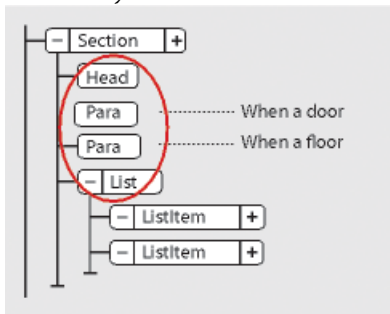 Section
Head
Para When a door
Para When a floor
List
ListItem
ListItem